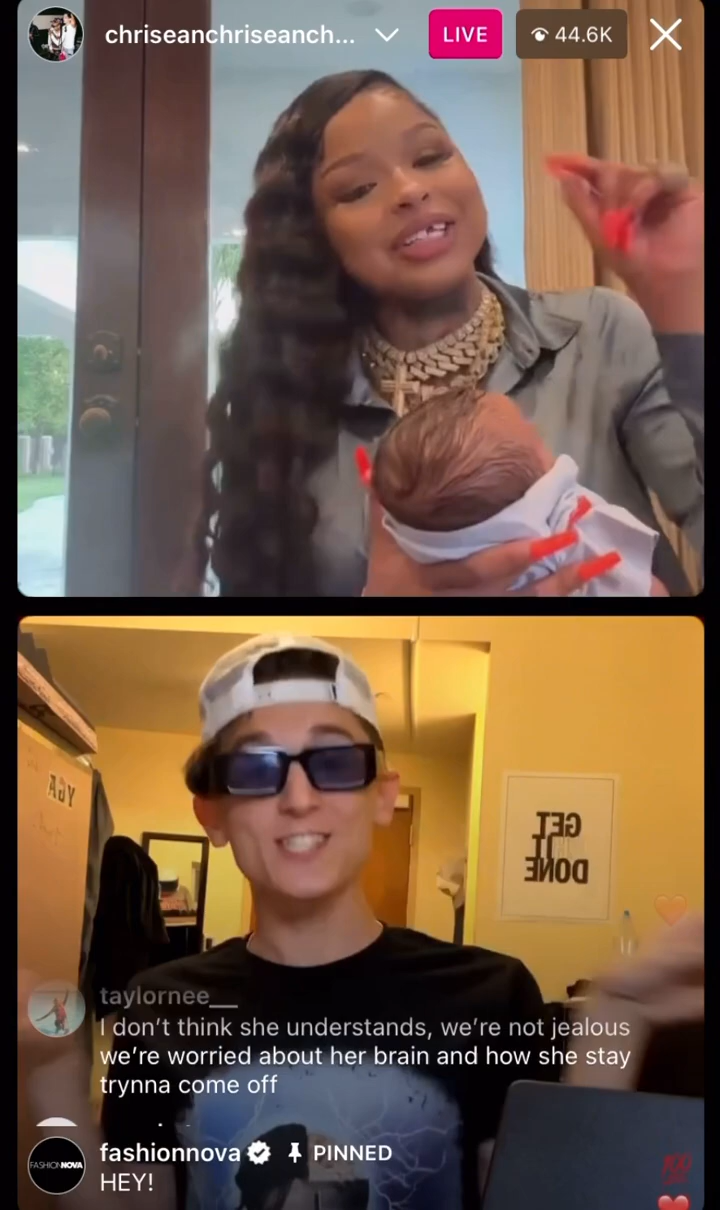 chriseanchriseanch...
LIVE
44.6K
YGA
GET
IT
DONE
taylornee__
I don’t think she understands, we’re not jealous
we’re worried about her brain and how she stay
trynna come off
FASHIONNOVA
fashionnova PINNED
HEY!
💯